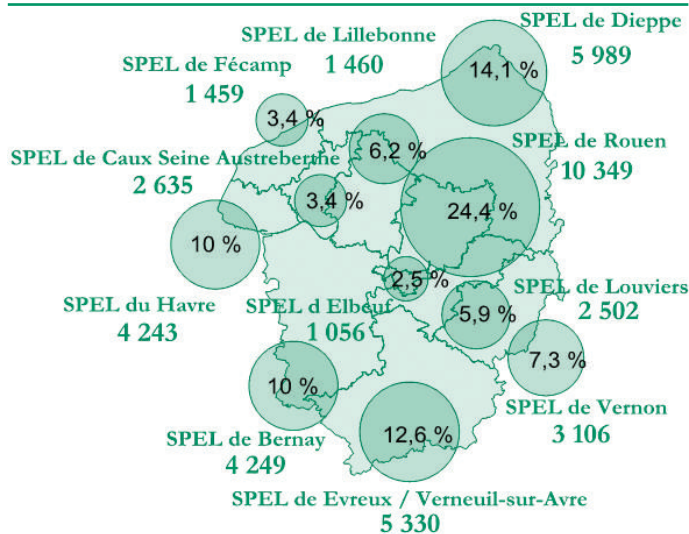 SPEL de Dieppe
5 989
14,1 %
SPEL de Lillebonne
1 460
SPEL de Fécamp
1 459
3,4 %
6,2 %
SPEL de Rouen
10 349
24,4 %
SPEL de Caux Seine Austreberthe
2 635
3,4 %
10 %
SPEL du Havre
4 243
2,5 %
SPEL d Elbeuf
1 056
SPEL de Louviers
2 502
5,9 %
7,3 %
SPEL de Vernon
3 106
10 %
SPEL de Bernay
4 249
12,6 %
SPEL de Evreux / Verneuil-sur-Avre
5 330